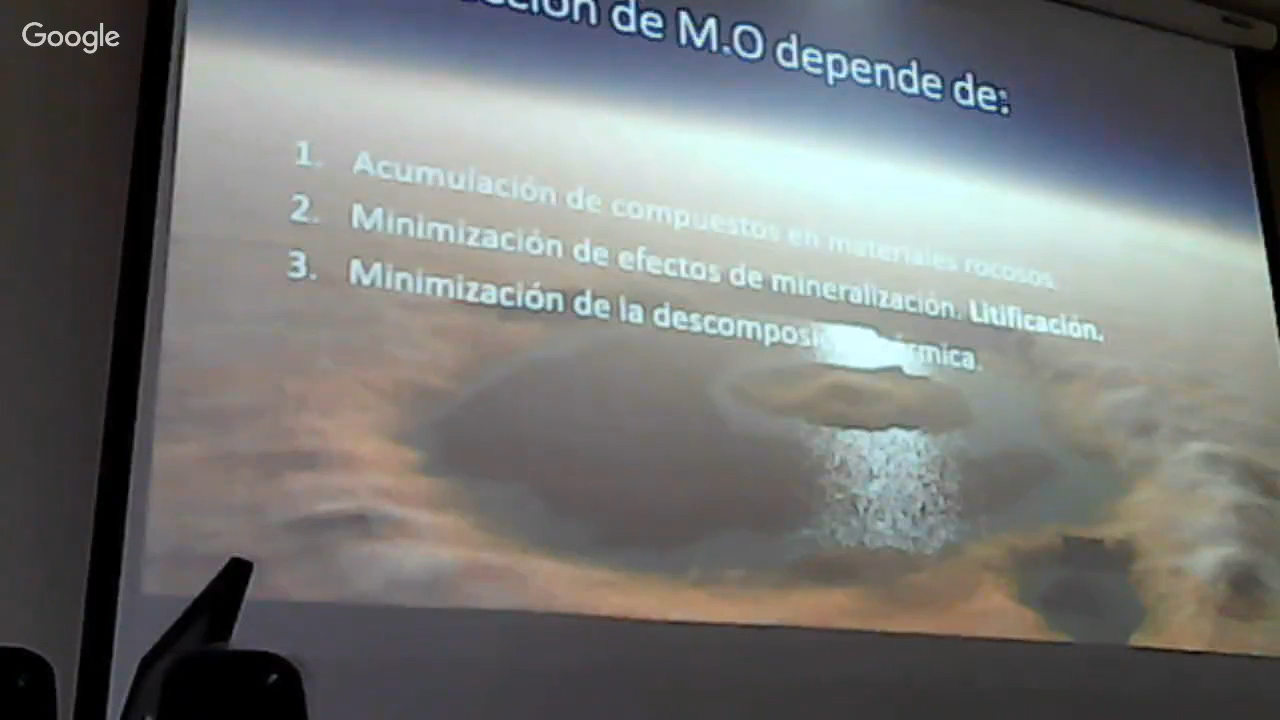 Google
de M.O depende de:
1. Acumulación de compuestos en materiales rocosos.
2. Minimización de efectos de mineralización. Litificación.
3. Minimización de la